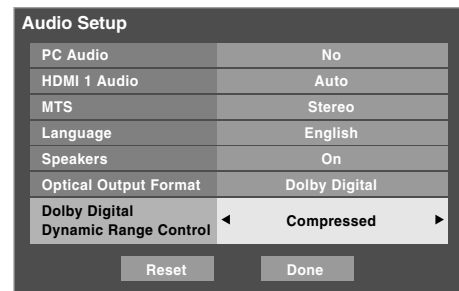 Audio Setup
PC Audio No
HDMI 1 Audio Auto
MTS Stereo
Language English
Speakers On
Optical Output Format Dolby Digital
Dolby Digital
Dynamic Range Control Compressed
Reset Done